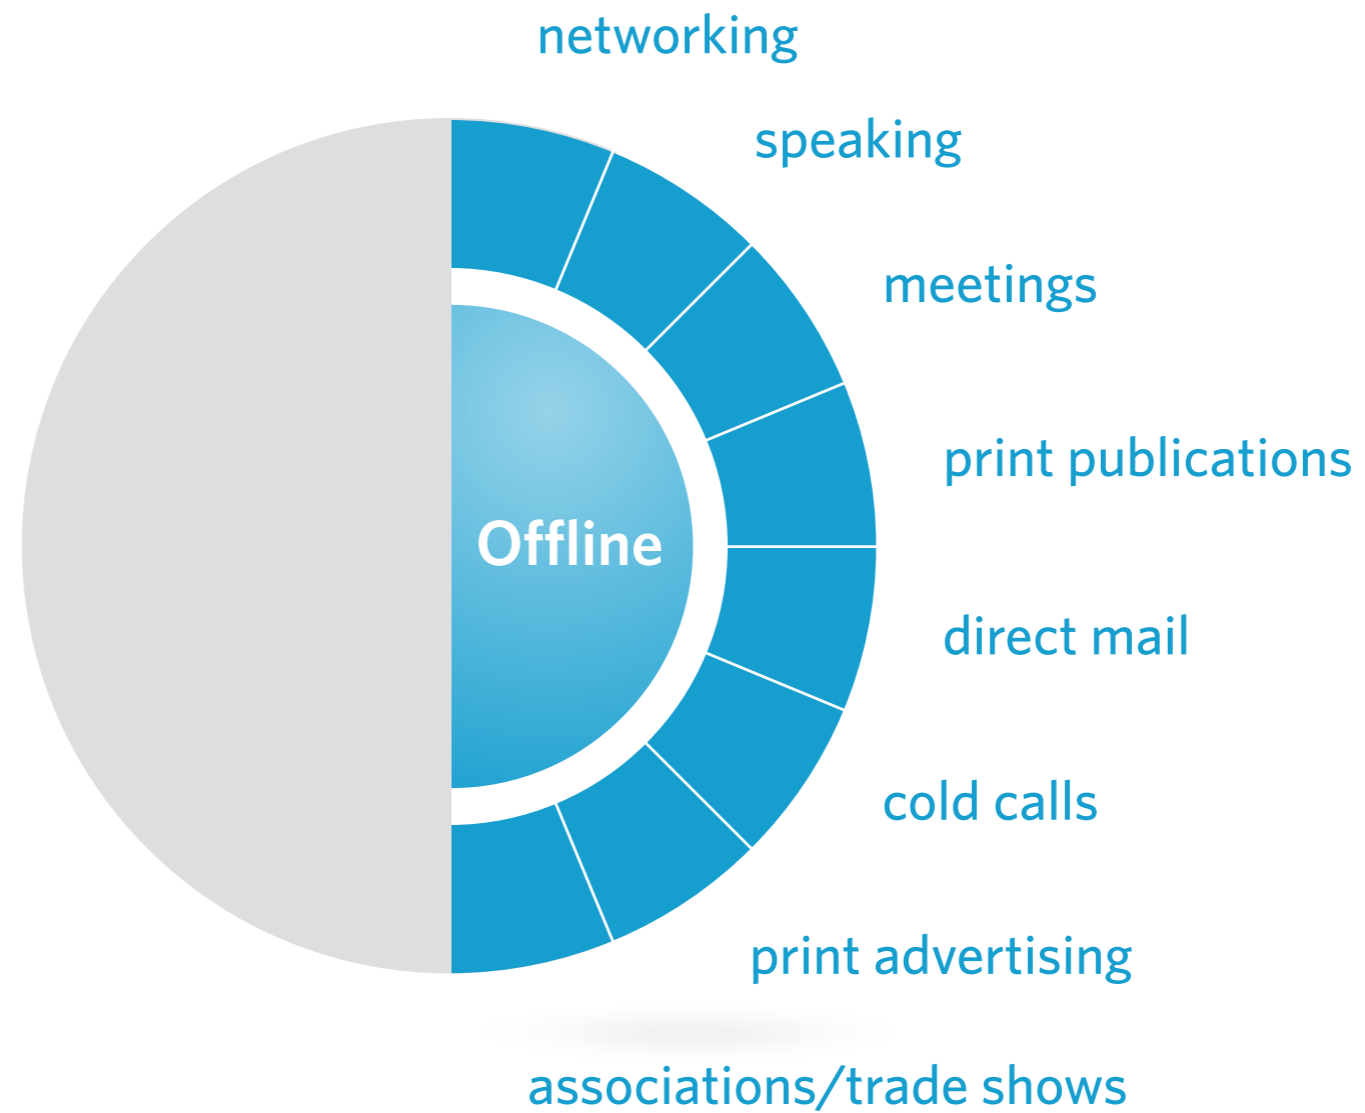 networking
speaking
meetings
print publications
Offline
direct mail
cold calls
print advertising
associations/trade shows